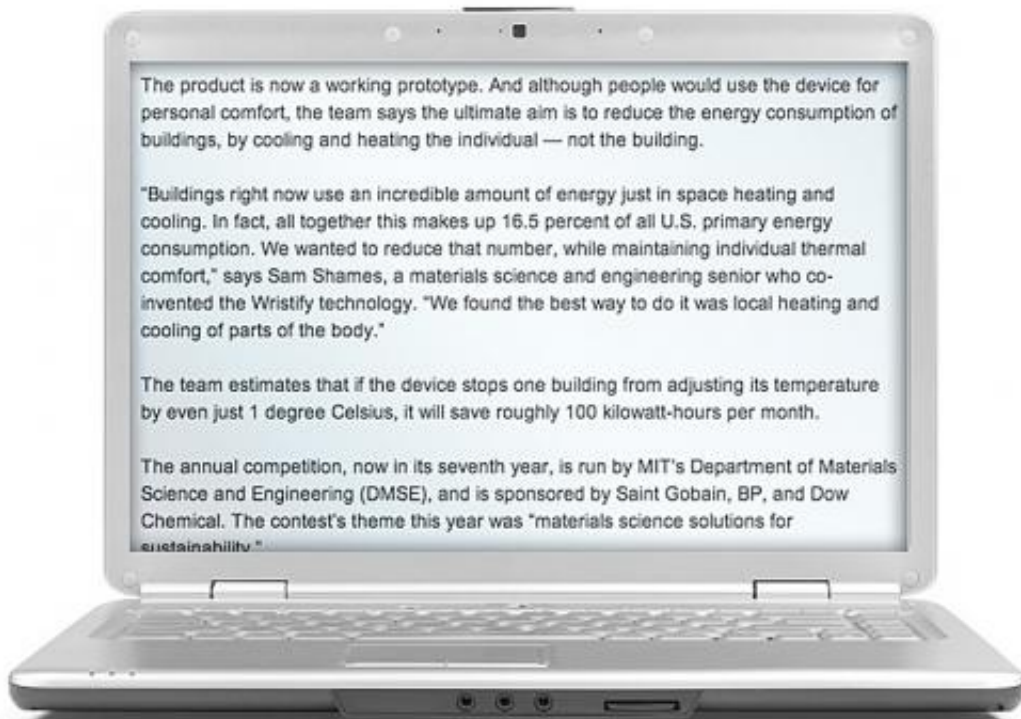 The product is now a working prototype. And although people would use the device for
personal comfort, the team says the ultimate aim is to reduce the energy consumption of
buildings, by cooling and heating the individual — not the building.
"Buildings right now use an incredible amount of energy just in space heating and
cooling. In fact, all together this makes up 16.5 percent of all U.S. primary energy
consumption. We wanted to reduce that number, while maintaining individual thermal
comfort," says Sam Shames, a materials science and engineering senior who co-
invented the Wristify technology. "We found the best way to do it was local heating and
cooling of parts of the body."
The team estimates that if the device stops one building from adjusting its temperature
by even just 1 degree Celsius, it will save roughly 100 kilowatt-hours per month.
The annual competition, now in its seventh year, is run by MIT's Department of Materials
Science and Engineering (DMSE), and is sponsored by Saint Gobain, BP, and Dow
Chemical. The contest's theme this year was "materials science solutions for
sustainability."